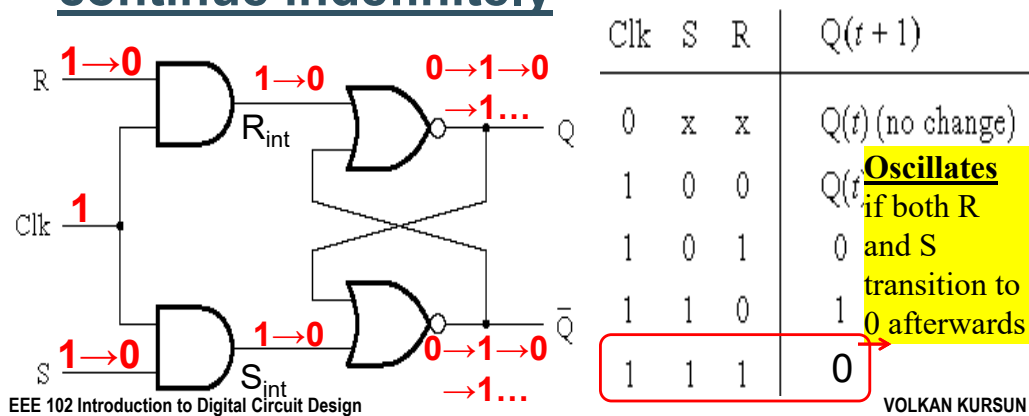 continue indefinitely
R 1→0
1→0
R_int
0→1→0
→1...
Q
Clk 1
S 1→0
1→0
S_int
0→1→0
→1...
Q̅
Clk S R Q(t + 1)
0 x x Q(t) (no change)
1 0 0 Q(t
1 0 1 0
1 1 0 1
1 1 1 0
Oscillates
if both R
and S
transition to
0 afterwards
EEE 102 Introduction to Digital Circuit Design
VOLKAN KURSUN